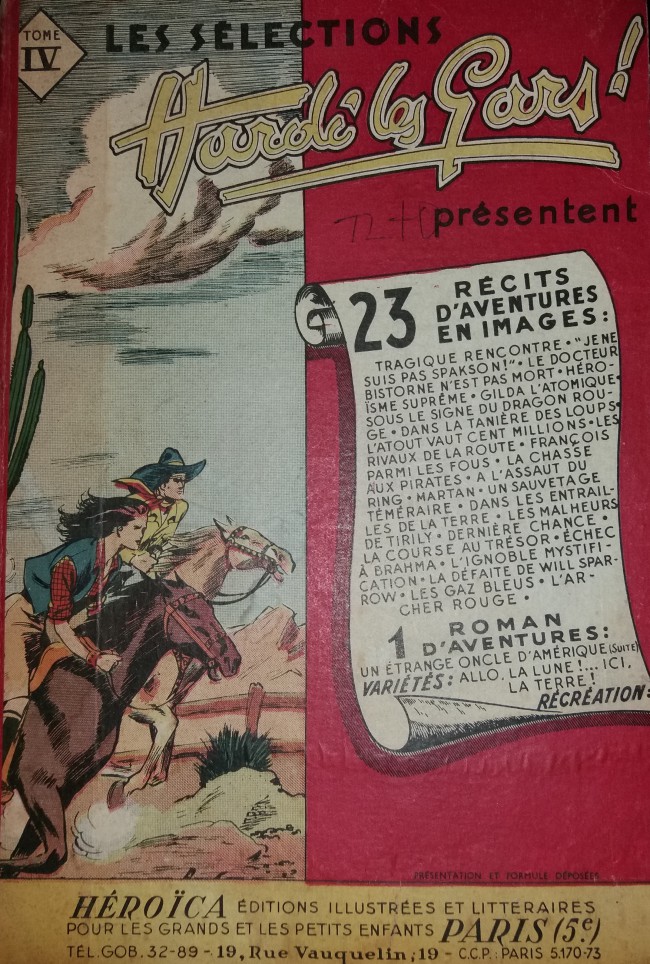 TOME
IV
LES SÉLECTIONS
Hardi les Gars!
présentent
23 RÉCITS
D'AVENTURES
EN IMAGES:
TRAGIQUE RENCONTRE • "JE NE
SUIS PAS SPAKSON!" • LE DOCTEUR
BISTORNE N'EST PAS MORT • HÉRO-
ÏSME SUPRÊME • GILDA L'ATOMIQUE •
SOUS LE SIGNE DU DRAGON ROU-
GE • DANS LA TANIÈRE DES LOUPS •
L'ATOUT VAUT CENT MILLIONS • LES
RIVAUX DE LA ROUTE • FRANÇOIS
PARMI LES FOUS • LA CHASSE
AUX PIRATES • A L'ASSAUT DU
RING • MARTAN • UN SAUVETAGE
TÉMÉRAIRE • DANS LES ENTRAIL-
LES DE LA TERRE • LES MALHEURS
DE TIRILY • DERNIÈRE CHANCE •
LA COURSE AU TRÉSOR • ÉCHEC
À BRAHMA • L'IGNOBLE MYSTIFI-
CATION • LA DÉFAITE DE WILL SPAR-
ROW • LES GAZ BLEUS • L'AR-
CHER ROUGE •
1 ROMAN
D'AVENTURES:
UN ÉTRANGE ONCLE D'AMÉRIQUE (SUITE)
VARIÉTÉS: ALLO, LA LUNE!... ICI,
LA TERRE!
RÉCRÉATION:
PRÉSENTATION ET FORMULE DÉPOSÉES
HÉROÏCA ÉDITIONS ILLUSTRÉES ET LITTERAIRES
POUR LES GRANDS ET LES PETITS ENFANTS PARIS (5e)
TÉL. GOB. 32-89 - 19, Rue Vauquelin, 19 - C.C.P.: PARIS 5.170-73